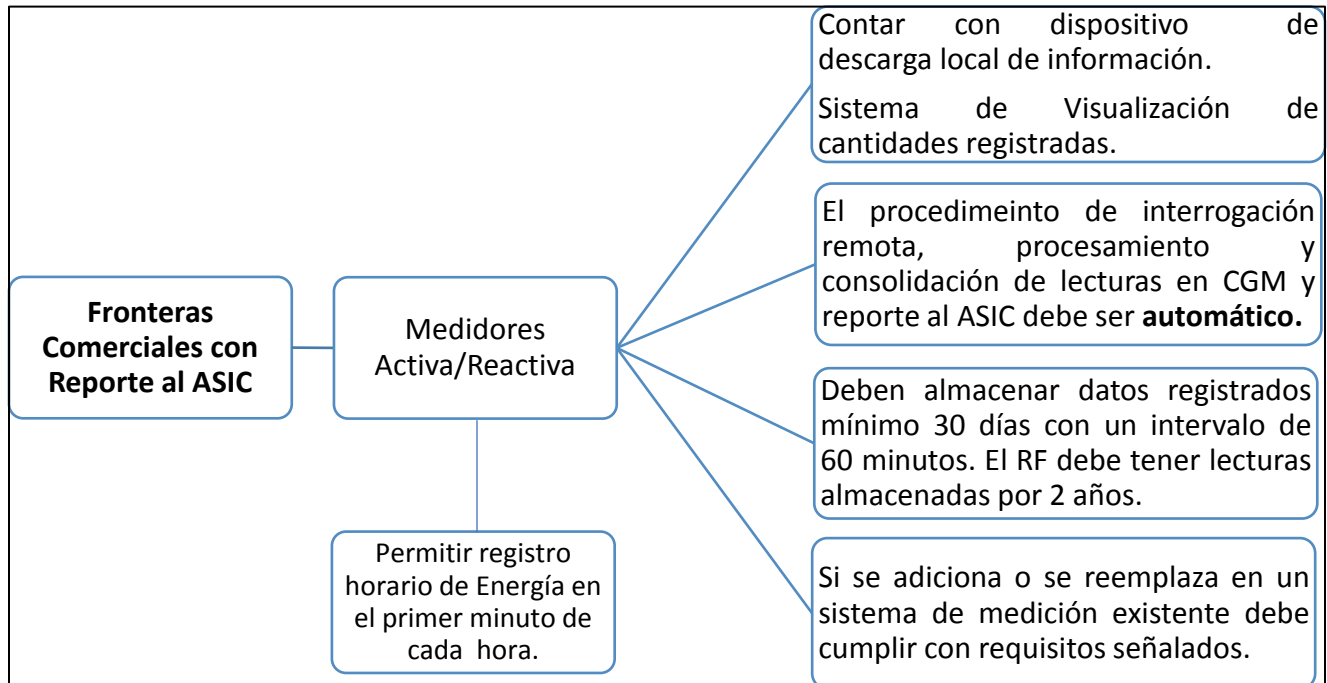 Fronteras
Comerciales con
Reporte al ASIC
Medidores
Activa/Reactiva
Permitir registro
horario de Energía en
el primer minuto de
cada hora.
Contar con dispositivo de
descarga local de información.
Sistema de Visualización de
cantidades registradas.
El procedimeinto de interrogación
remota, procesamiento y
consolidación de lecturas en CGM y
reporte al ASIC debe ser automático.
Deben almacenar datos registrados
mínimo 30 días con un intervalo de
60 minutos. El RF debe tener lecturas
almacenadas por 2 años.
Si se adiciona o se reemplaza en un
sistema de medición existente debe
cumplir con requisitos señalados.